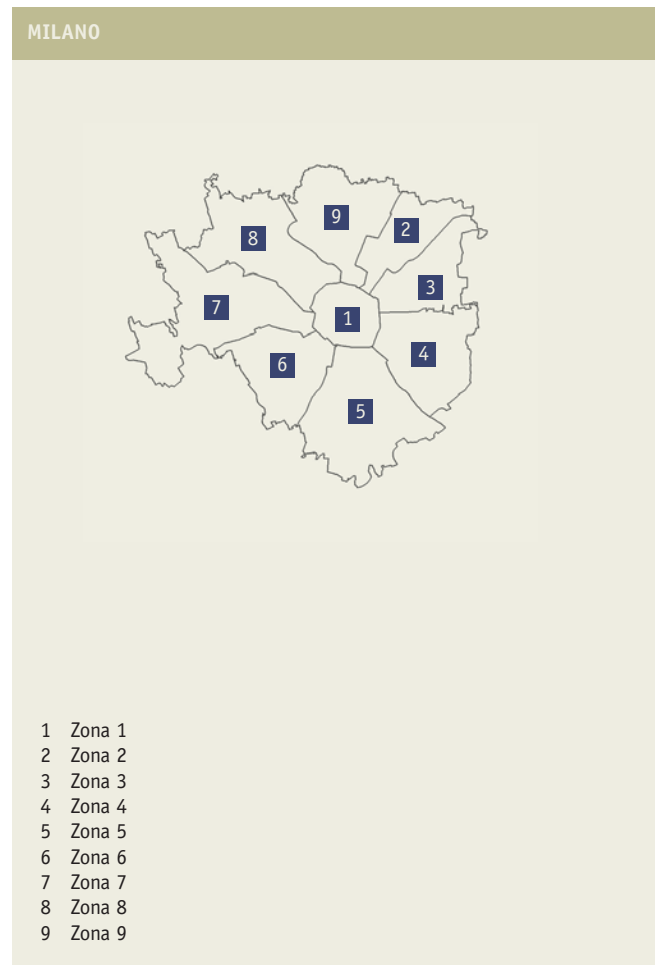 MILANO
9
2
8
3
7
1
4
6
5
1 Zona 1
2 Zona 2
3 Zona 3
4 Zona 4
5 Zona 5
6 Zona 6
7 Zona 7
8 Zona 8
9 Zona 9